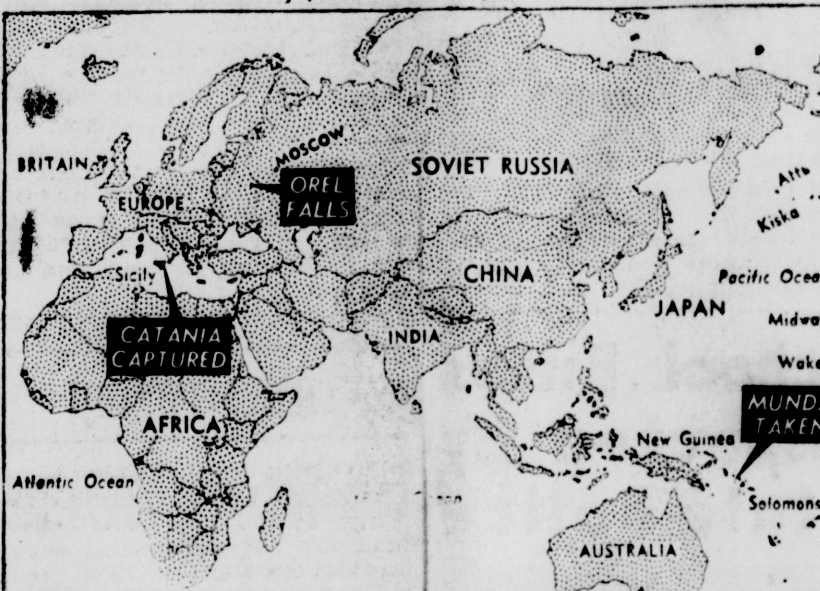 MOSCOW
BRITAIN
SOVIET RUSSIA
OREL
FALLS
Attu
EUROPE
Kiska
Sicily
CHINA
Pacific Ocea
JAPAN
Midwa
CATANIA
CAPTURED
INDIA
Wake
MUND
TAKEN
AFRICA
New Guinea
Atlantic Ocean
Solomons
AUSTRALIA